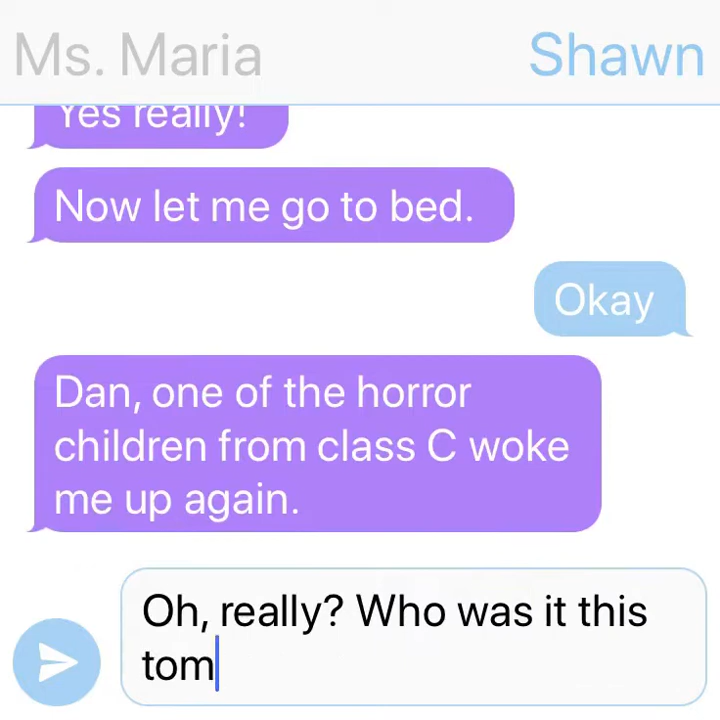 Ms. Maria
Shawn
Yes really!
Now let me go to bed.
Okay
Dan, one of the horror
children from class C woke
me up again.
Oh, really? Who was it this
tom